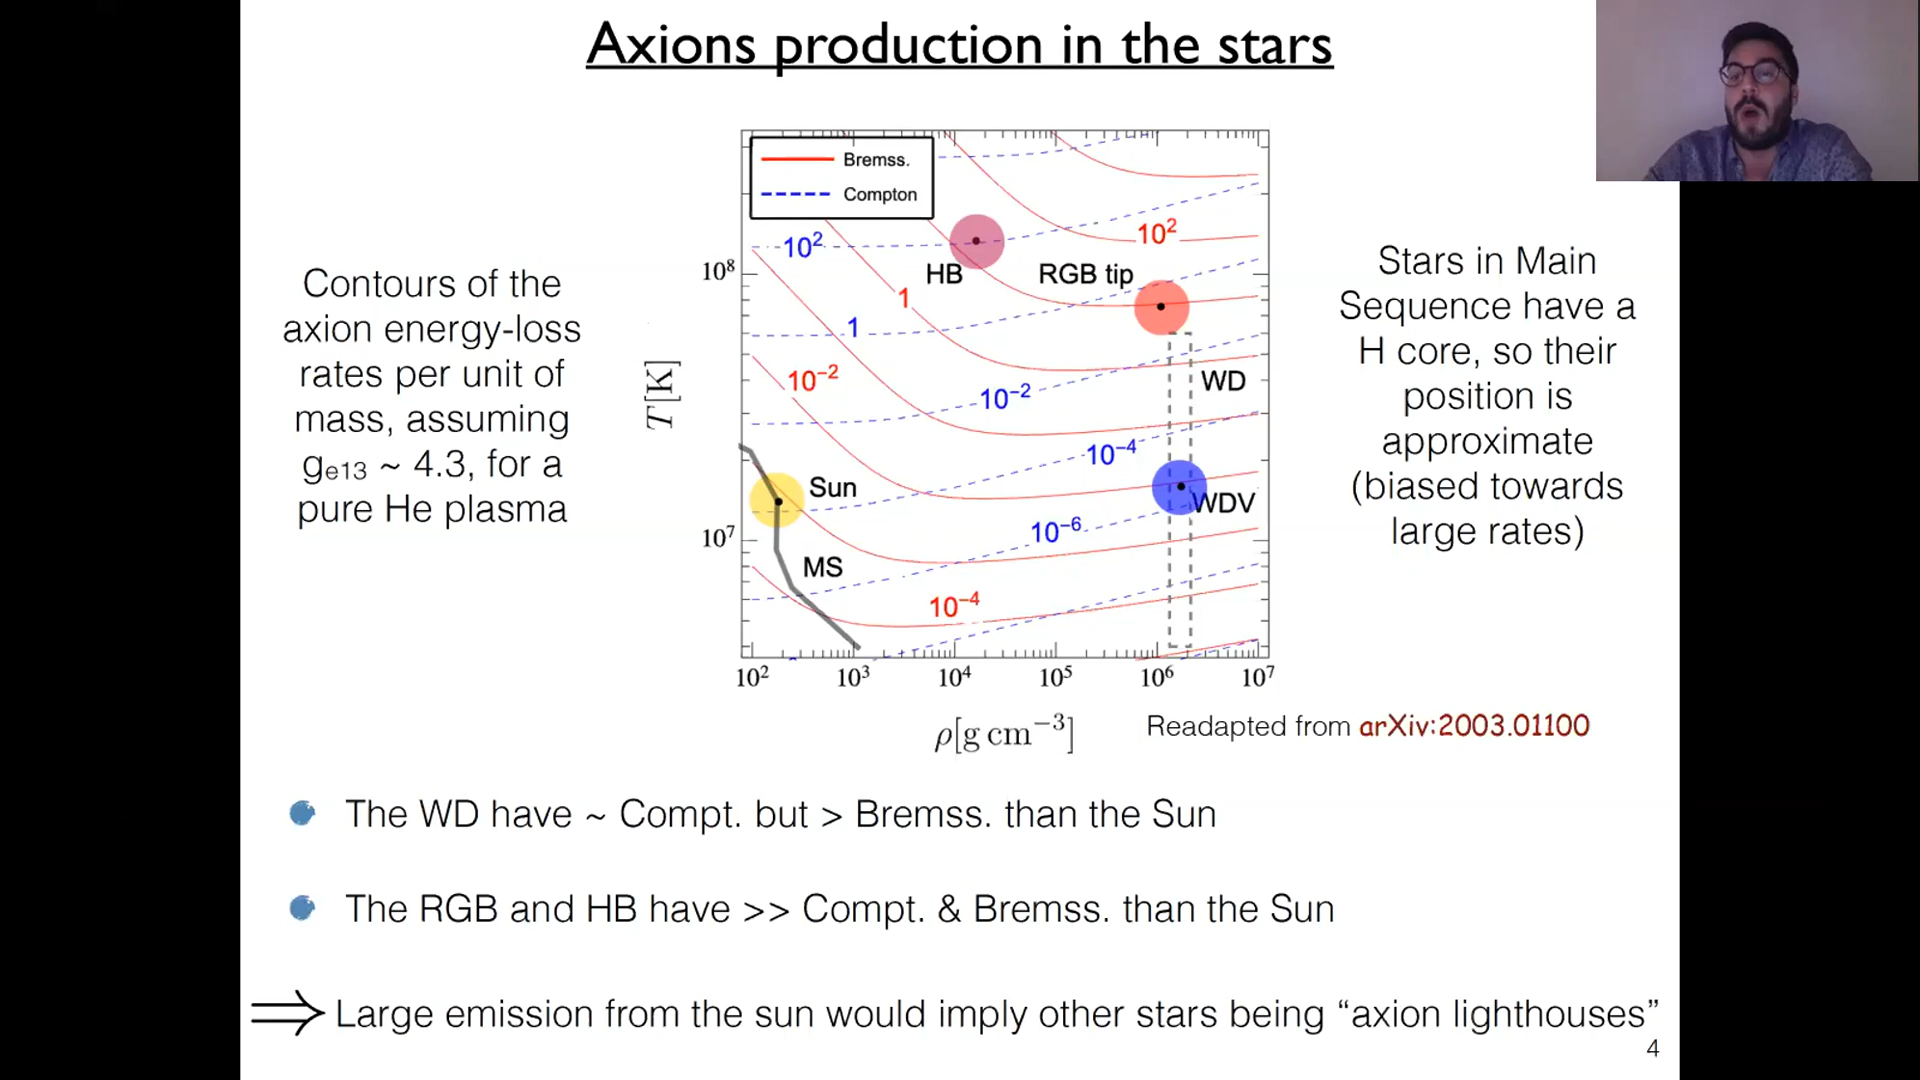 Axions production in the stars
Contours of the
axion energy-loss
rates per unit of
mass, assuming
gₑ₁₃ ~ 4.3, for a
pure He plasma
Bremss.
Compton
10²
10²
HB
RGB tip
1
1
10⁻²
10⁻²
WD
10⁻⁴
Sun
WDV
10⁻⁶
MS
10⁻⁴
T[K]
10⁸
10⁷
10² 10³ 10⁴ 10⁵ 10⁶ 10⁷
ρ[g cm⁻³]
Stars in Main
Sequence have a
H core, so their
position is
approximate
(biased towards
large rates)
Readapted from arXiv:2003.01100
The WD have ~ Compt. but > Bremss. than the Sun
The RGB and HB have >> Compt. & Bremss. than the Sun
⇒ Large emission from the sun would imply other stars being “axion lighthouses”
4